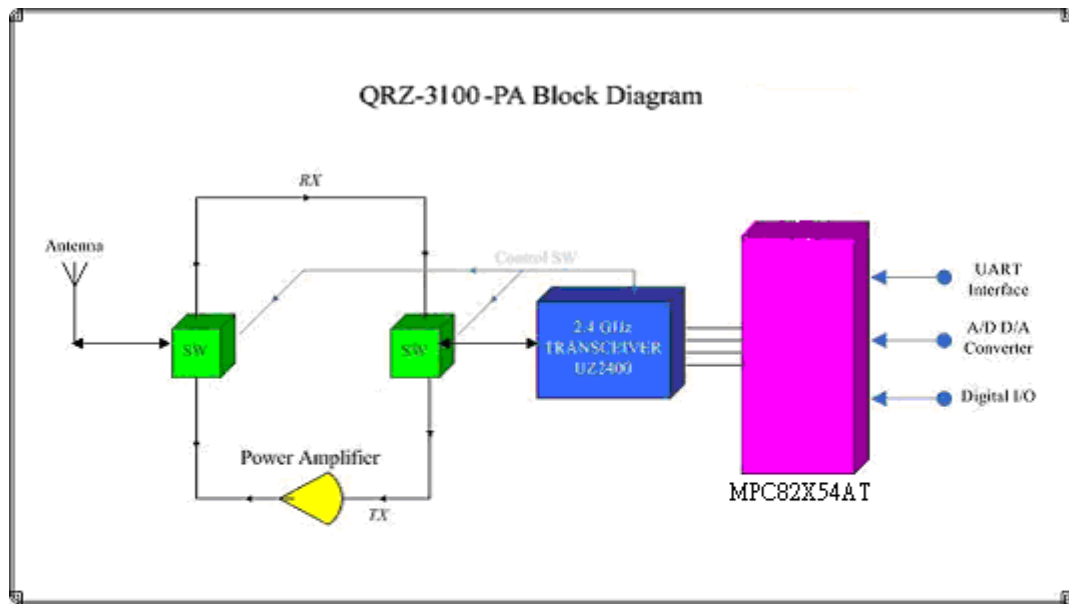 QRZ-3100 -PA Block Diagram
RX
Antenna
Control SW
UART
Interface
2.4 GHz
TRANSCEIVER
UZ2400
A/D D/A
Converter
SW
SW
Digital I/O
Power Amplifier
TX
MPC82X54AT